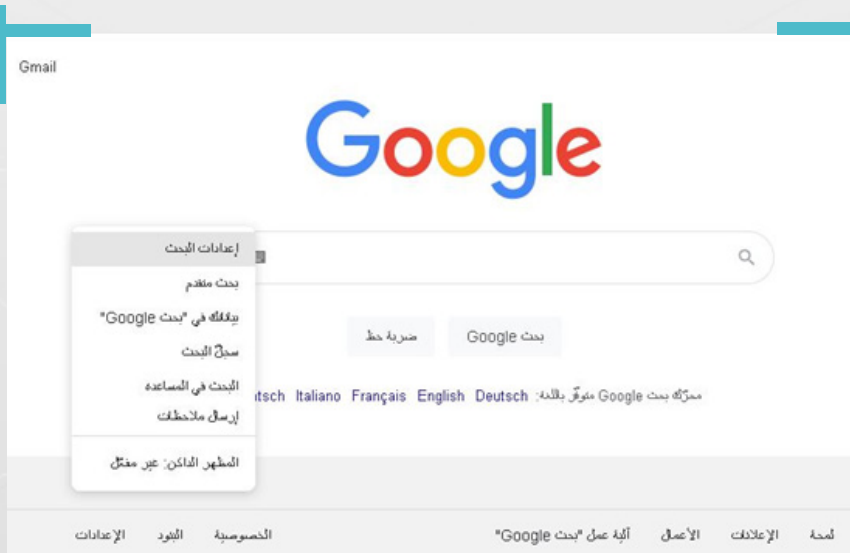 Gmail
Google
إعدادات البحث
بحث متقدم
بياناتك في "بحث Google"
سجلّ البحث
البحث في المساعدة
إرسال ملاحظات
المظهر الداكن: غير مفعّل
بحث Google ضربة حظ
محرّك بحث Google متوفّر باللغة: Deutsch English Français Italiano tsch
لمحة الإعلانات الأعمال آلية عمل "بحث Google" الخصوصية البنود الإعدادات